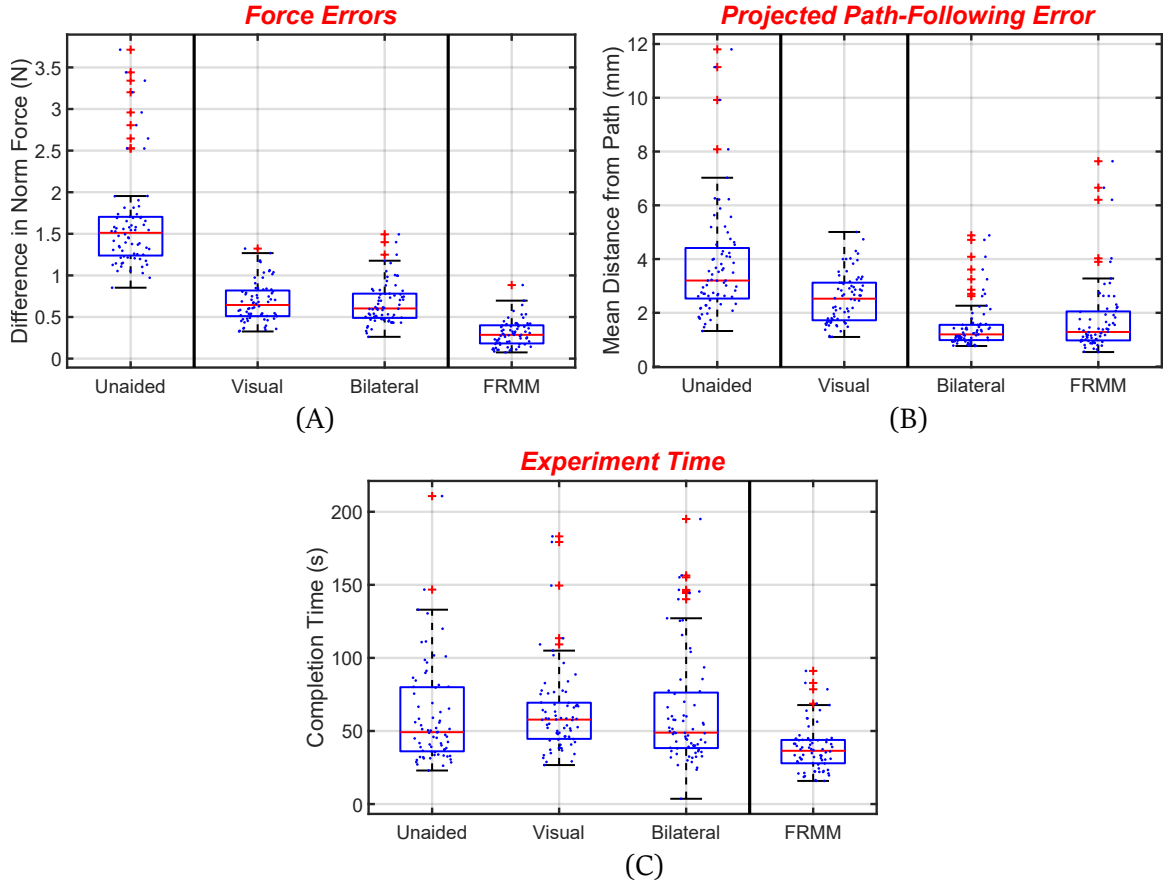 Force Errors
Difference in Norm Force (N)
3.5
3
2.5
2
1.5
1
0.5
0
Unaided Visual Bilateral FRMM
(A)
Projected Path-Following Error
Mean Distance from Path (mm)
12
10
8
6
4
2
0
Unaided Visual Bilateral FRMM
(B)
Experiment Time
Completion Time (s)
200
150
100
50
0
Unaided Visual Bilateral FRMM
(C)